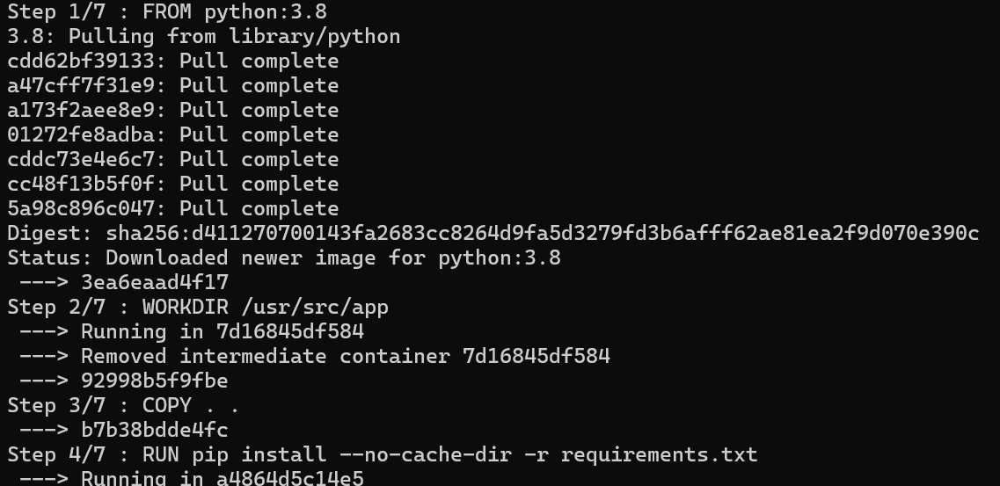 Step 1/7 : FROM python:3.8
3.8: Pulling from library/python
cdd62bf39133: Pull complete
a47cff7f31e9: Pull complete
a173f2aee8e9: Pull complete
01272fe8adba: Pull complete
cddc73e4e6c7: Pull complete
cc48f13b5f0f: Pull complete
5a98c896c047: Pull complete
Digest: sha256:d411270700143fa2683cc8264d9fa5d3279fd3b6afff62ae81ea2f9d070e390c
Status: Downloaded newer image for python:3.8
 ---> 3ea6eaad4f17
Step 2/7 : WORKDIR /usr/src/app
 ---> Running in 7d16845df584
 ---> Removed intermediate container 7d16845df584
 ---> 92998b5f9fbe
Step 3/7 : COPY . .
 ---> b7b38bdde4fc
Step 4/7 : RUN pip install --no-cache-dir -r requirements.txt
 ---> Running in a4864d5c14e5